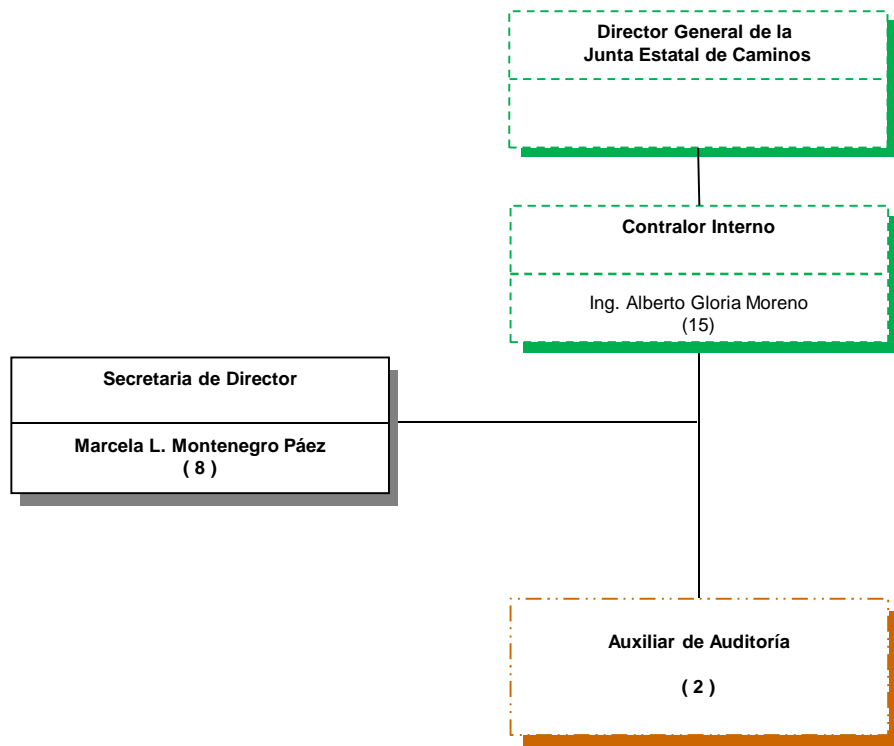 Director General de la
Junta Estatal de Caminos
Contralor Interno
Ing. Alberto Gloria Moreno
(15)
Secretaria de Director
Marcela L. Montenegro Páez
( 8 )
Auxiliar de Auditoría
( 2 )